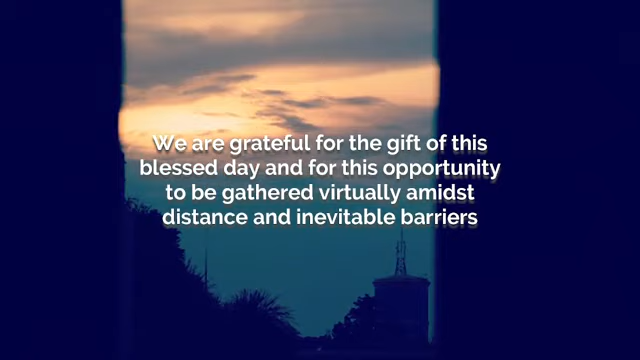 We are grateful for the gift of this
blessed day and for this opportunity
to be gathered virtually amidst
distance and inevitable barriers